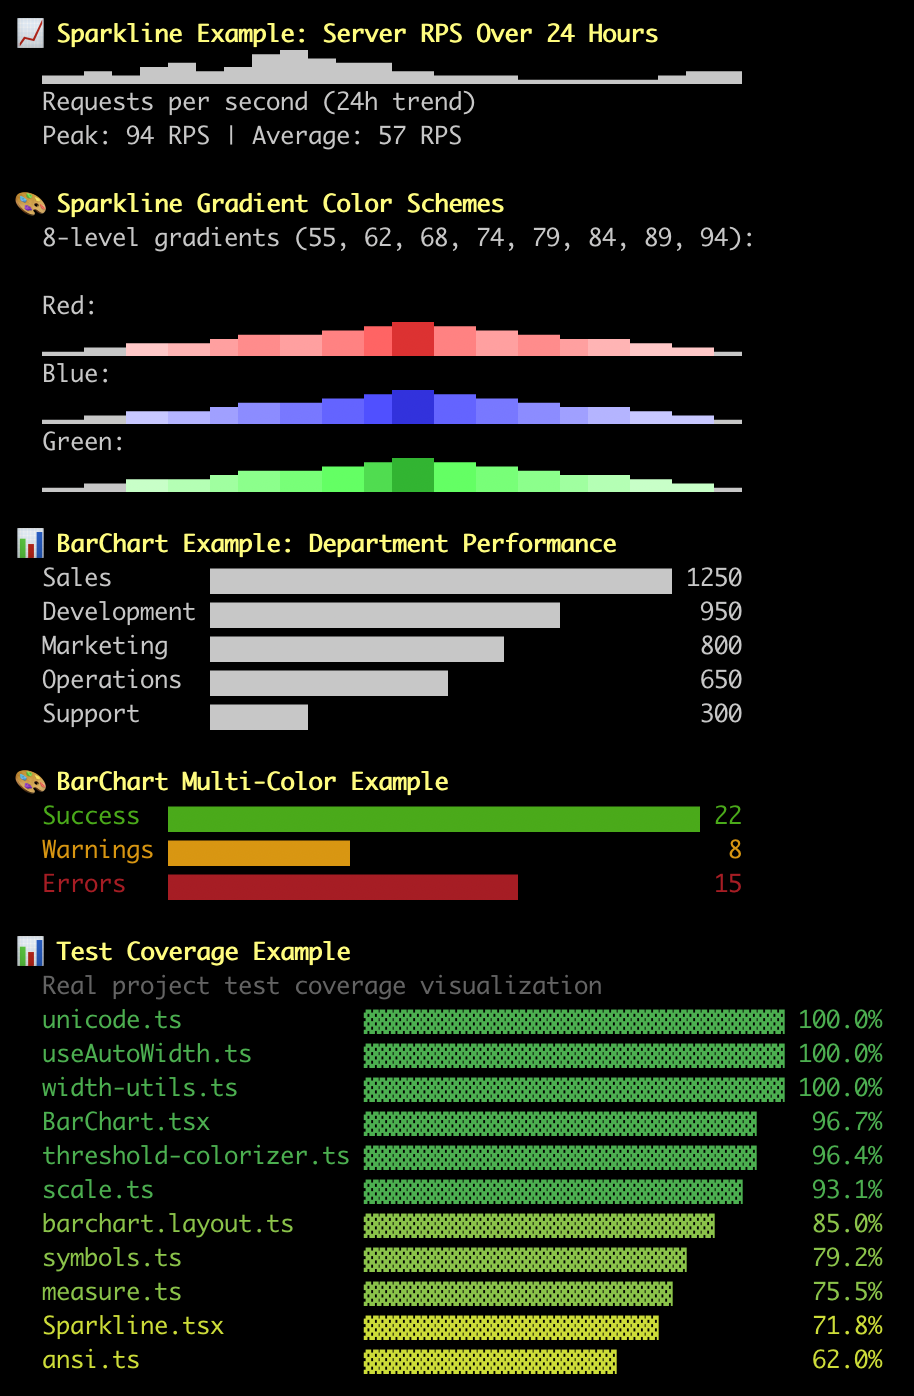 Sparkline Example: Server RPS Over 24 Hours
Requests per second (24h trend)
Peak: 94 RPS | Average: 57 RPS
Sparkline Gradient Color Schemes
8-level gradients (55, 62, 68, 74, 79, 84, 89, 94):
Red:
Blue:
Green:
BarChart Example: Department Performance
Sales 1250
Development 950
Marketing 800
Operations 650
Support 300
BarChart Multi-Color Example
Success 22
Warnings 8
Errors 15
Test Coverage Example
Real project test coverage visualization
unicode.ts 100.0%
useAutoWidth.ts 100.0%
width-utils.ts 100.0%
BarChart.tsx 96.7%
threshold-colorizer.ts 96.4%
scale.ts 93.1%
barchart.layout.ts 85.0%
symbols.ts 79.2%
measure.ts 75.5%
Sparkline.tsx 71.8%
ansi.ts 62.0%